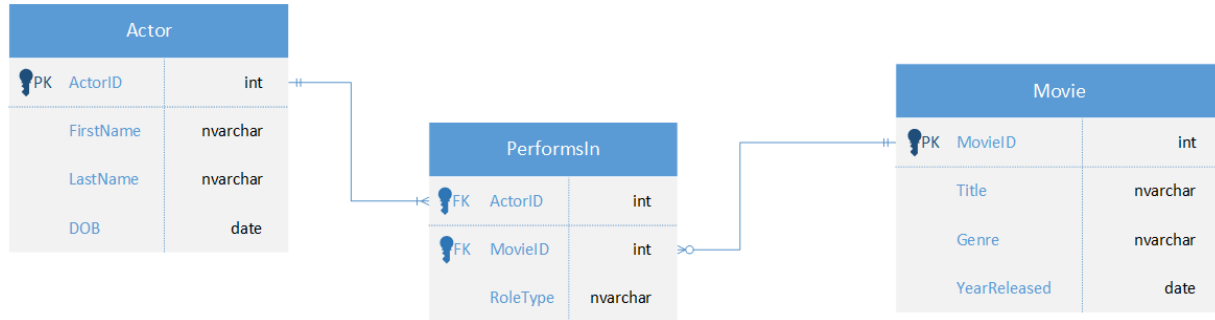 Actor
PK ActorID int
FirstName nvarchar
LastName nvarchar
DOB date
PerformsIn
FK ActorID int
FK MovieID int
RoleType nvarchar
Movie
PK MovieID int
Title nvarchar
Genre nvarchar
YearReleased date